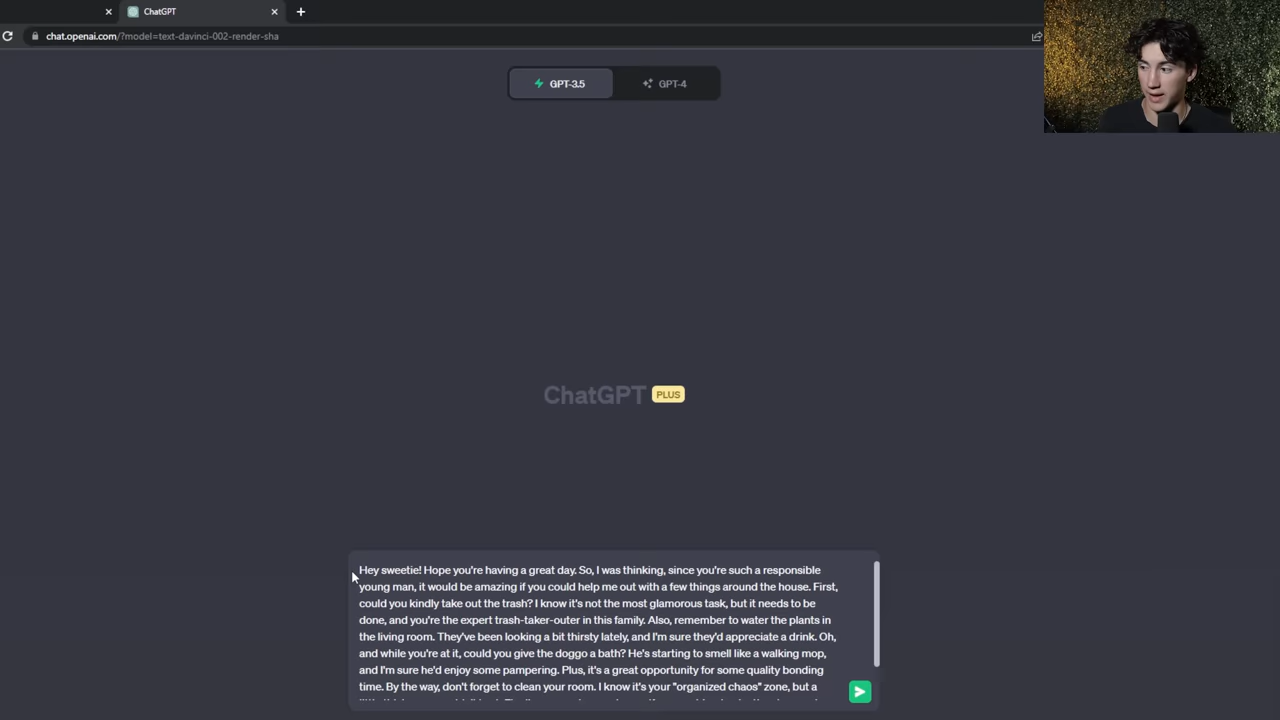 ChatGPT
chat.openai.com/?model=text-davinci-002-render-sha
GPT-3.5
GPT-4
ChatGPT PLUS
Hey sweetie! Hope you're having a great day. So, I was thinking, since you're such a responsible
young man, it would be amazing if you could help me out with a few things around the house. First,
could you kindly take out the trash? I know it's not the most glamorous task, but it needs to be
done, and you're the expert trash-taker-outer in this family. Also, remember to water the plants in
the living room. They've been looking a bit thirsty lately, and I'm sure they'd appreciate a drink. Oh,
and while you're at it, could you give the doggo a bath? He's starting to smell like a walking mop,
and I'm sure he'd enjoy some pampering. Plus, it's a great opportunity for some quality bonding
time. By the way, don't forget to clean your room. I know it's your "organized chaos" zone, but a